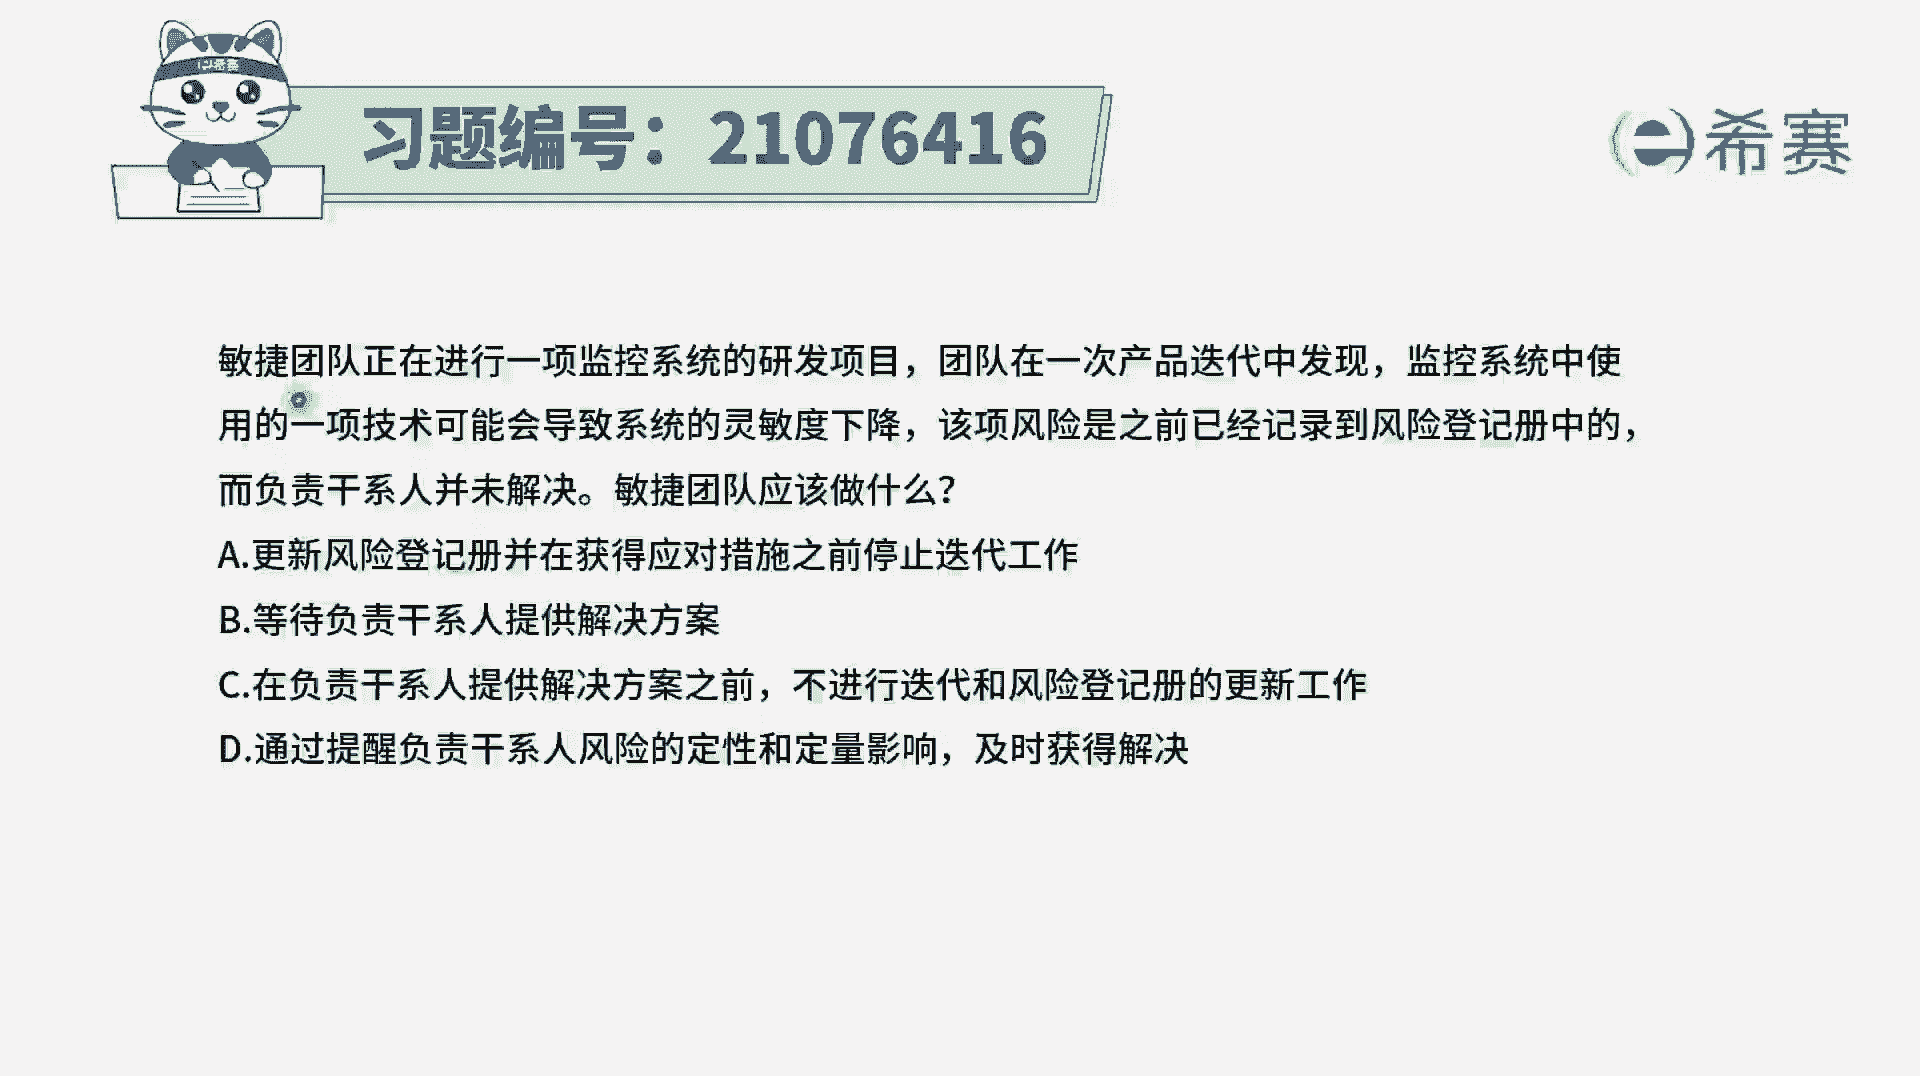 习题编号：21076416
希赛
敏捷团队正在进行一项监控系统的研发项目，团队在一次产品迭代中发现，监控系统中使
用的一项技术可能会导致系统的灵敏度下降，该项风险是之前已经记录到风险登记册中的，
而负责干系人并未解决。敏捷团队应该做什么？
A.更新风险登记册并在获得应对措施之前停止迭代工作
B.等待负责干系人提供解决方案
C.在负责干系人提供解决方案之前，不进行迭代和风险登记册的更新工作
D.通过提醒负责干系人风险的定性和定量影响，及时获得解决